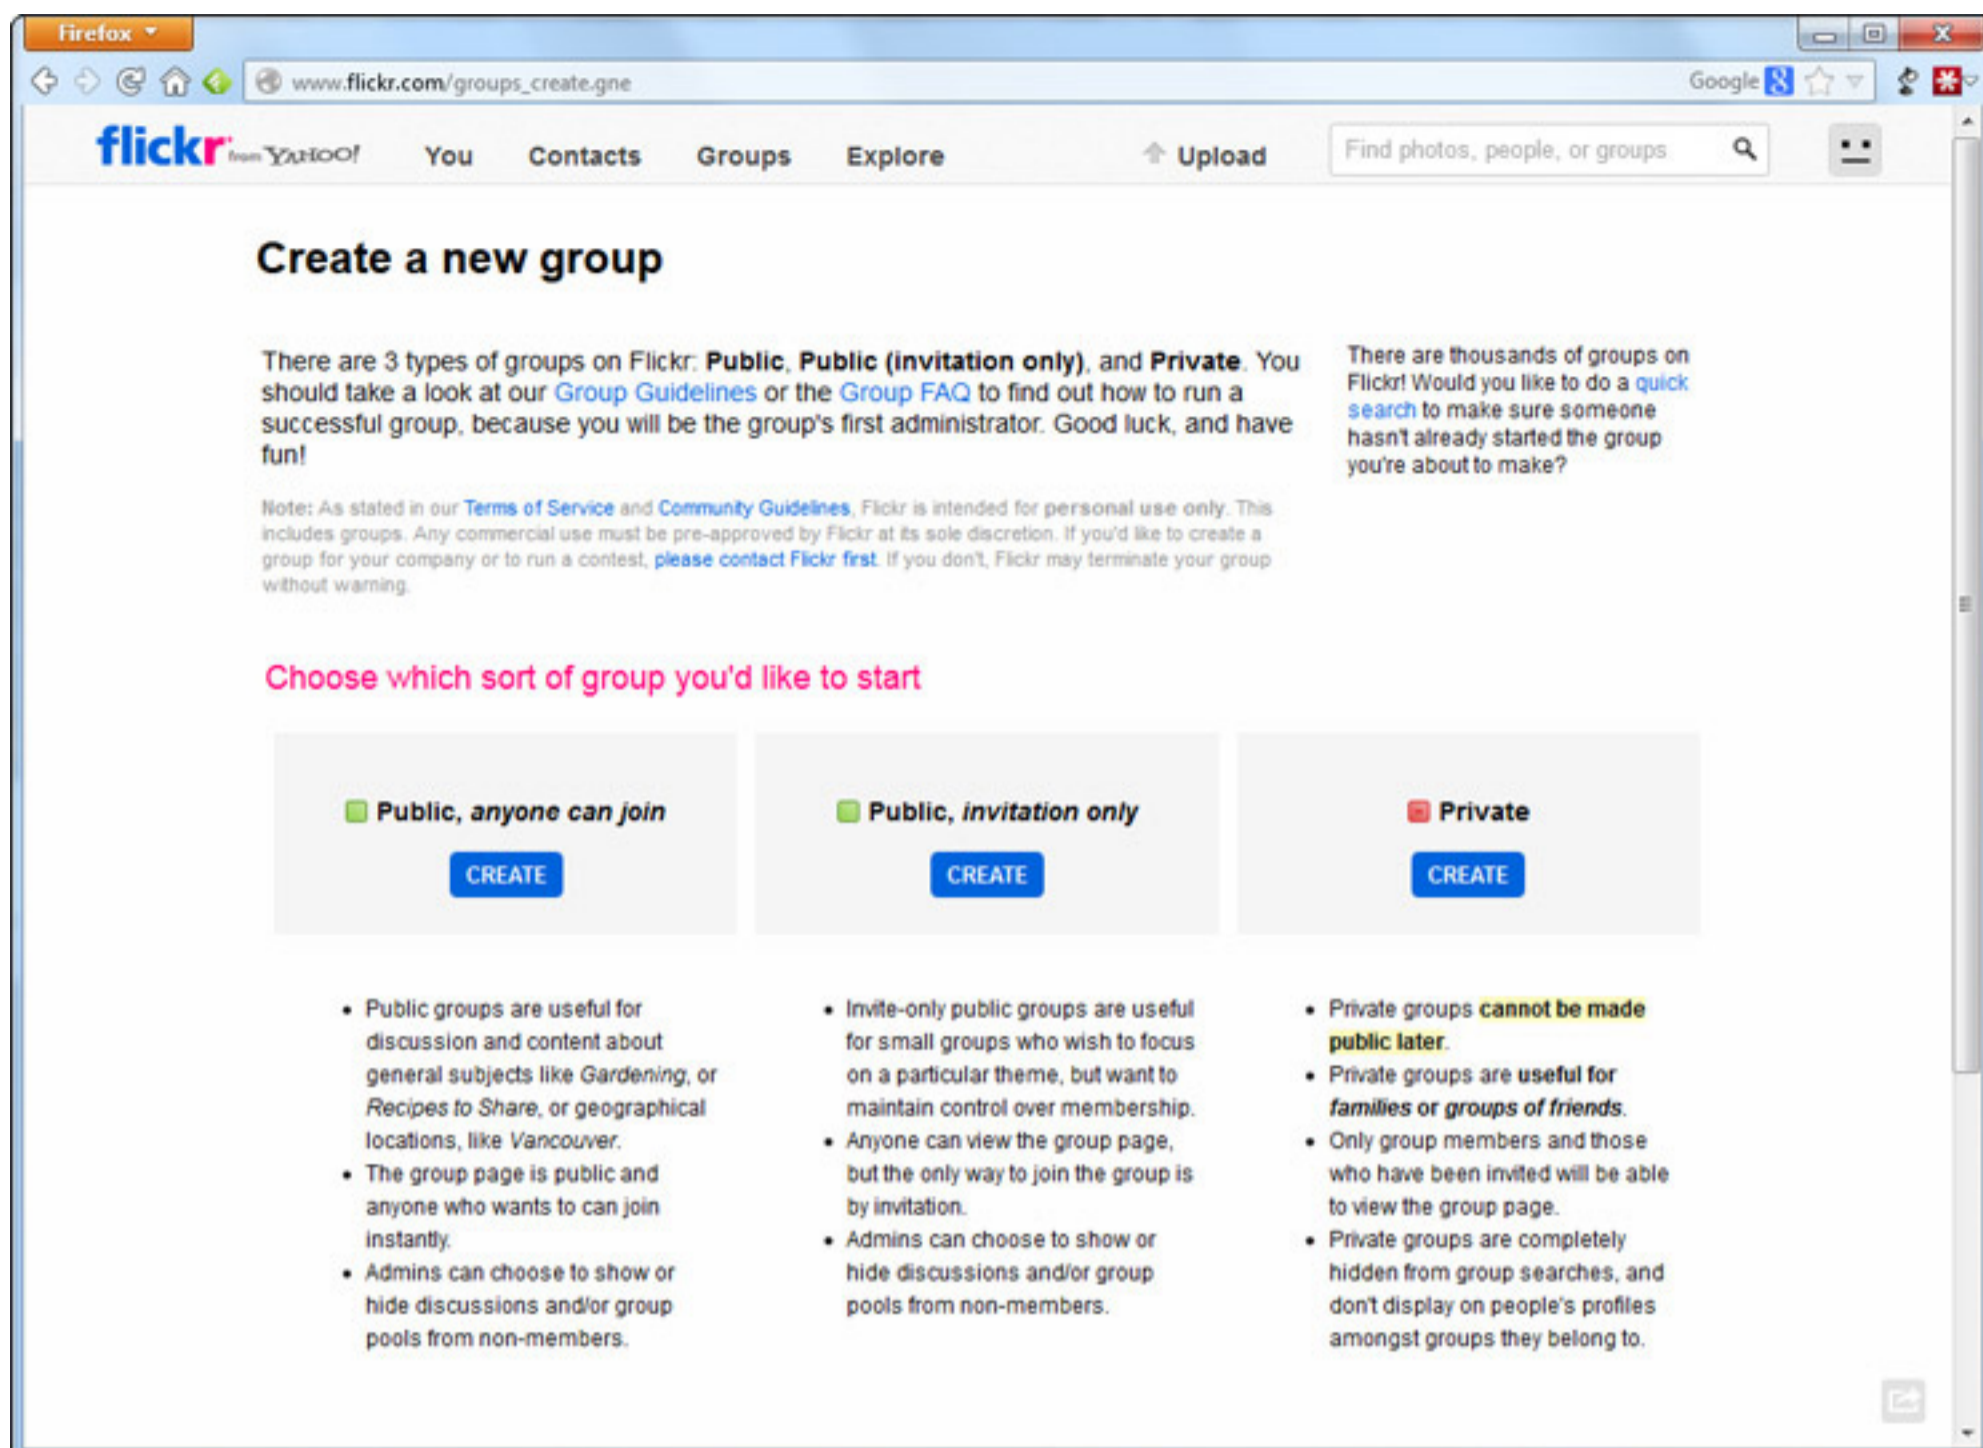 Firefox
www.flickr.com/groups_create.gne
Google
flickr from YAHOO!
You
Contacts
Groups
Explore
Upload
Find photos, people, or groups
Create a new group
There are 3 types of groups on Flickr: Public, Public (invitation only), and Private. You
should take a look at our Group Guidelines or the Group FAQ to find out how to run a
successful group, because you will be the group's first administrator. Good luck, and have
fun!
There are thousands of groups on
Flickr! Would you like to do a quick
search to make sure someone
hasn't already started the group
you're about to make?
Note: As stated in our Terms of Service and Community Guidelines, Flickr is intended for personal use only. This
includes groups. Any commercial use must be pre-approved by Flickr at its sole discretion. If you'd like to create a
group for your company or to run a contest, please contact Flickr first. If you don't, Flickr may terminate your group
without warning.
Choose which sort of group you'd like to start
Public, anyone can join
CREATE
Public, invitation only
CREATE
Private
CREATE
• Public groups are useful for
discussion and content about
general subjects like Gardening, or
Recipes to Share, or geographical
locations, like Vancouver.
• The group page is public and
anyone who wants to can join
instantly.
• Admins can choose to show or
hide discussions and/or group
pools from non-members.
• Invite-only public groups are useful
for small groups who wish to focus
on a particular theme, but want to
maintain control over membership.
• Anyone can view the group page,
but the only way to join the group is
by invitation.
• Admins can choose to show or
hide discussions and/or group
pools from non-members.
• Private groups cannot be made
public later.
• Private groups are useful for
families or groups of friends.
• Only group members and those
who have been invited will be able
to view the group page.
• Private groups are completely
hidden from group searches, and
don't display on people's profiles
amongst groups they belong to.